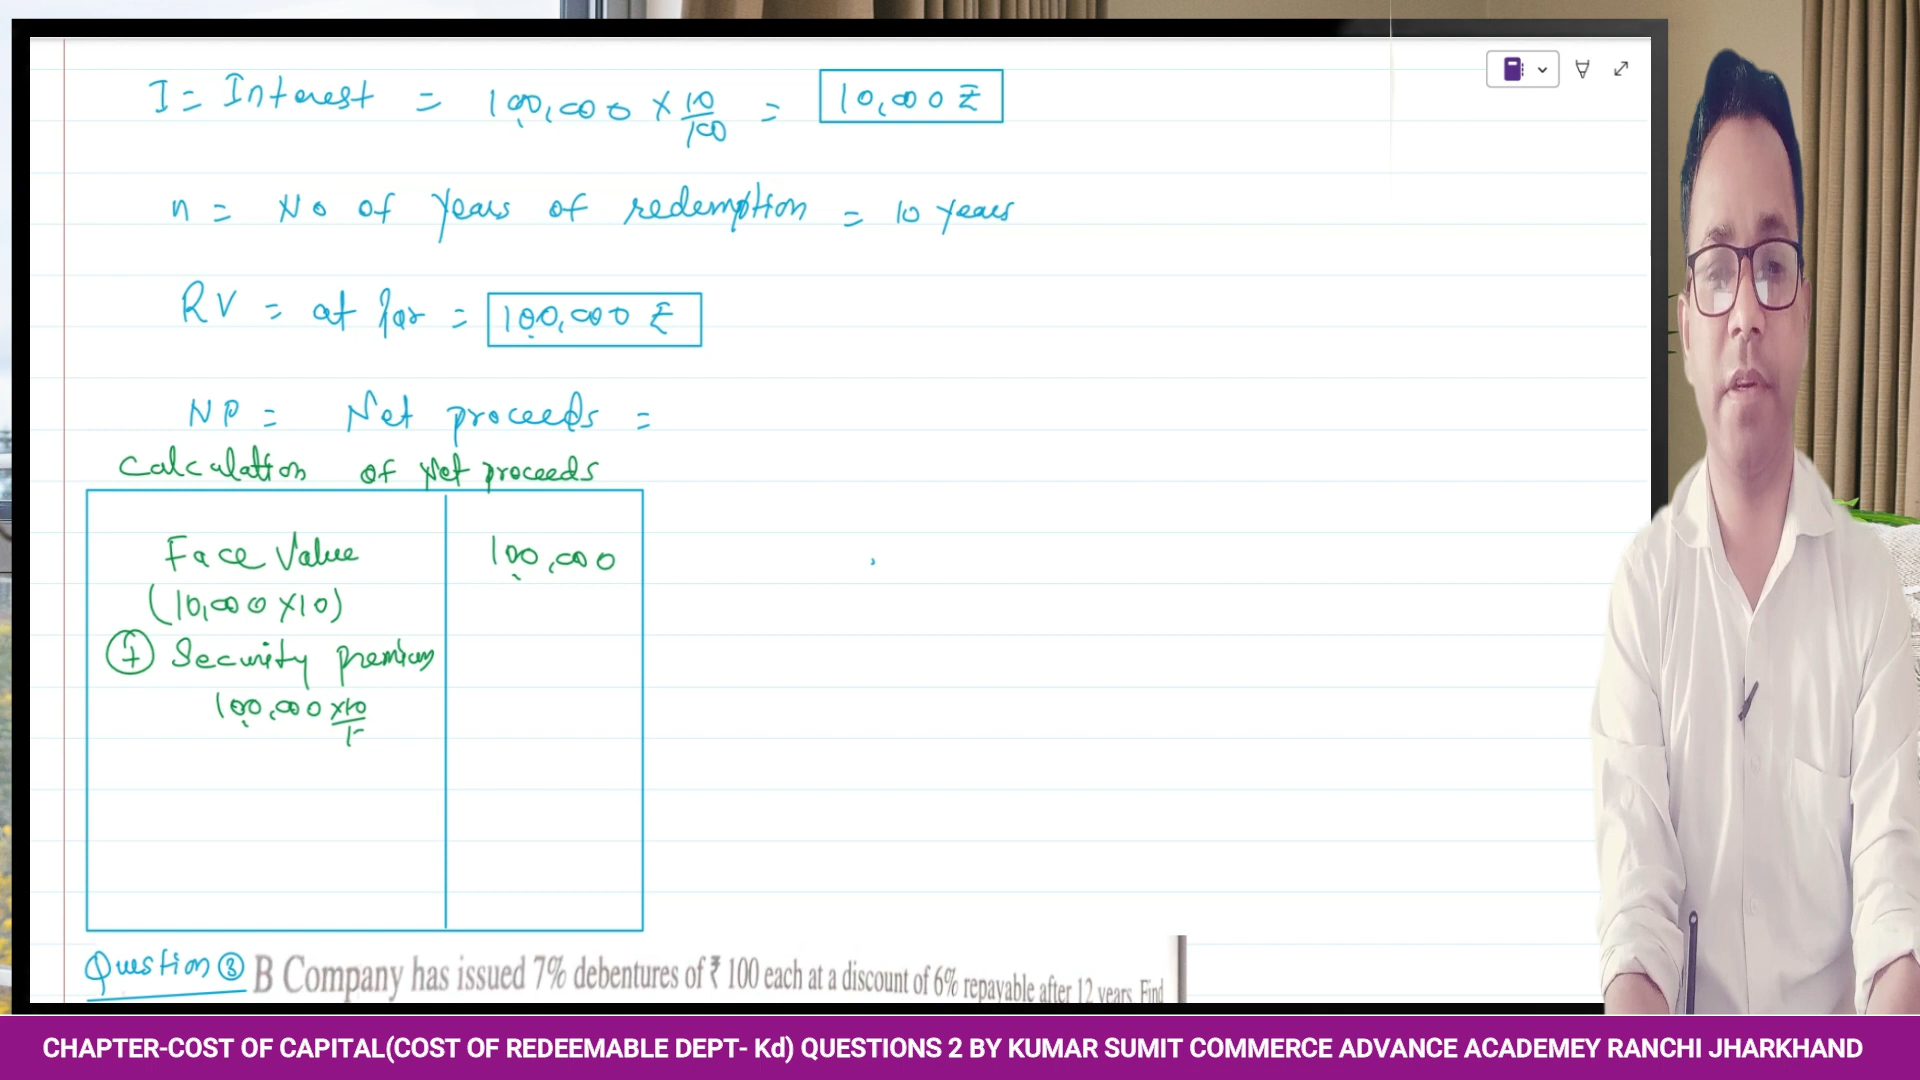 I = Interest = 100,000 × 10/100 = 10,000 ₹
n = No of Years of redemption = 10 years
RV = at par = 100,000 ₹
NP = Net proceeds =
Calculation of Net proceeds
Face Value 100,000
(10,000 × 10)
+ Security premium
100,000 × 10
Question 3 B Company has issued 7% debentures of ₹ 100 each at a discount of 6% repayable after 12 years. Find
CHAPTER-COST OF CAPITAL(COST OF REDEEMABLE DEPT- Kd) QUESTIONS 2 BY KUMAR SUMIT COMMERCE ADVANCE ACADEMEY RANCHI JHARKHAND